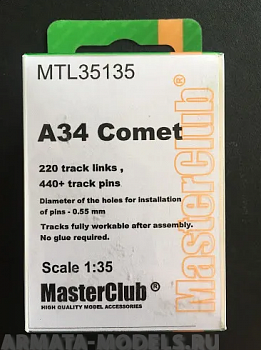 MTL35135
A34 Comet
220 track links ,
440+ track pins
Diameter of the holes for installation
of pins - 0.55 mm
Tracks fully workable after assembly.
No glue required.
Scale 1:35
MasterClub®
HIGH QUALITY MODEL ACCESSORIES
MasterClub®
ARMATA-MODELS.RU